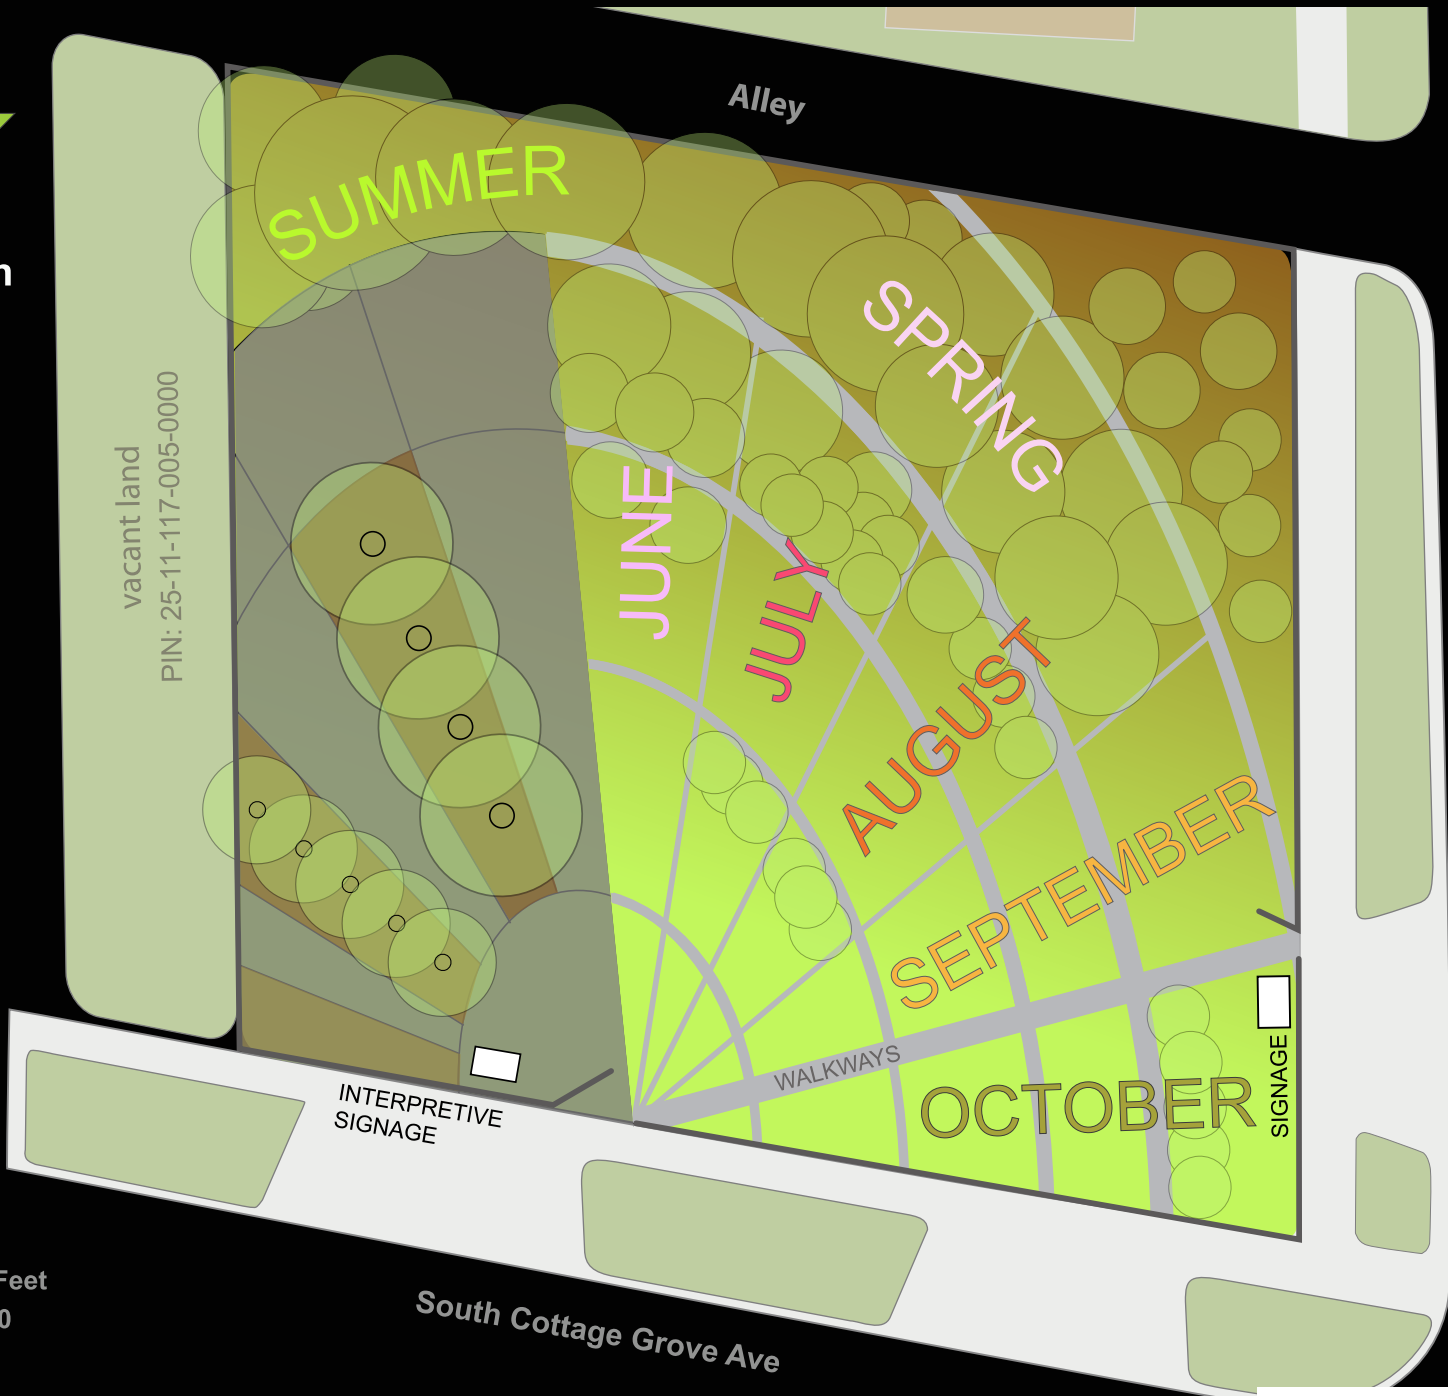 Alley
SUMMER
SPRING
vacant land
PIN: 25-11-117-005-0000
JUNE
JULY
AUGUST
SEPTEMBER
WALKWAYS
OCTOBER
SIGNAGE
INTERPRETIVE
SIGNAGE
Feet
0
South Cottage Grove Ave